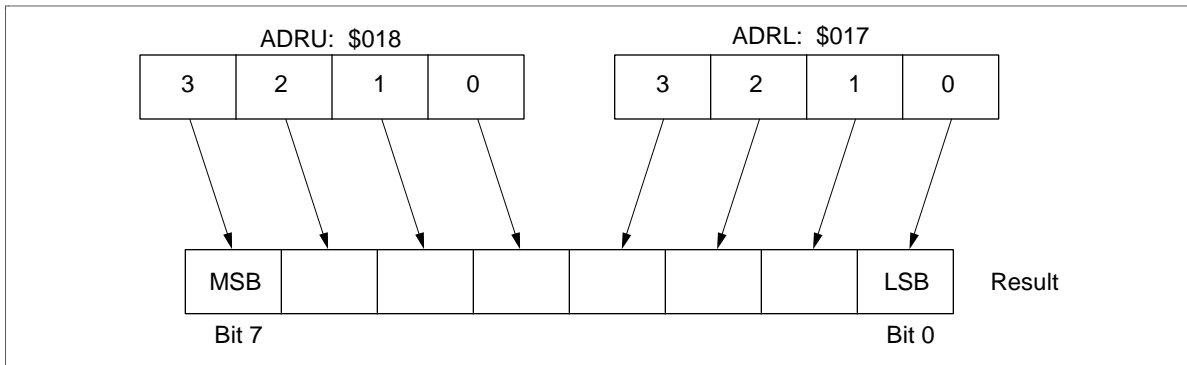 ADRU: $018 ADRL: $017
3 2 1 0 3 2 1 0
MSB LSB Result
Bit 7 Bit 0